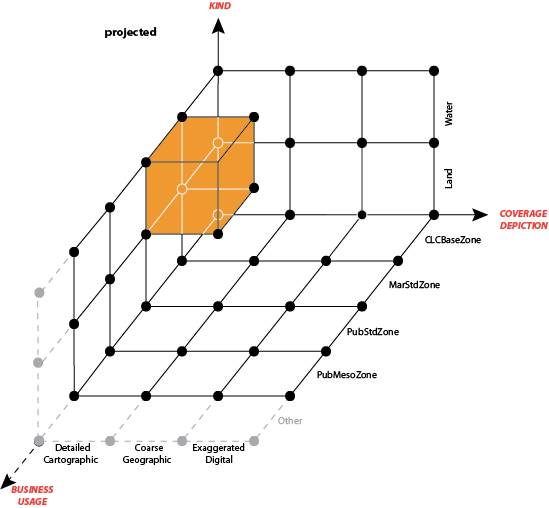 KIND
projected
Water
Land
COVERAGE
DEPICTION
CLCBaseZone
MarStdZone
PubStdZone
PubMesoZone
Other
Detailed
Cartographic
Coarse
Geographic
Exaggerated
Digital
BUSINESS
USAGE